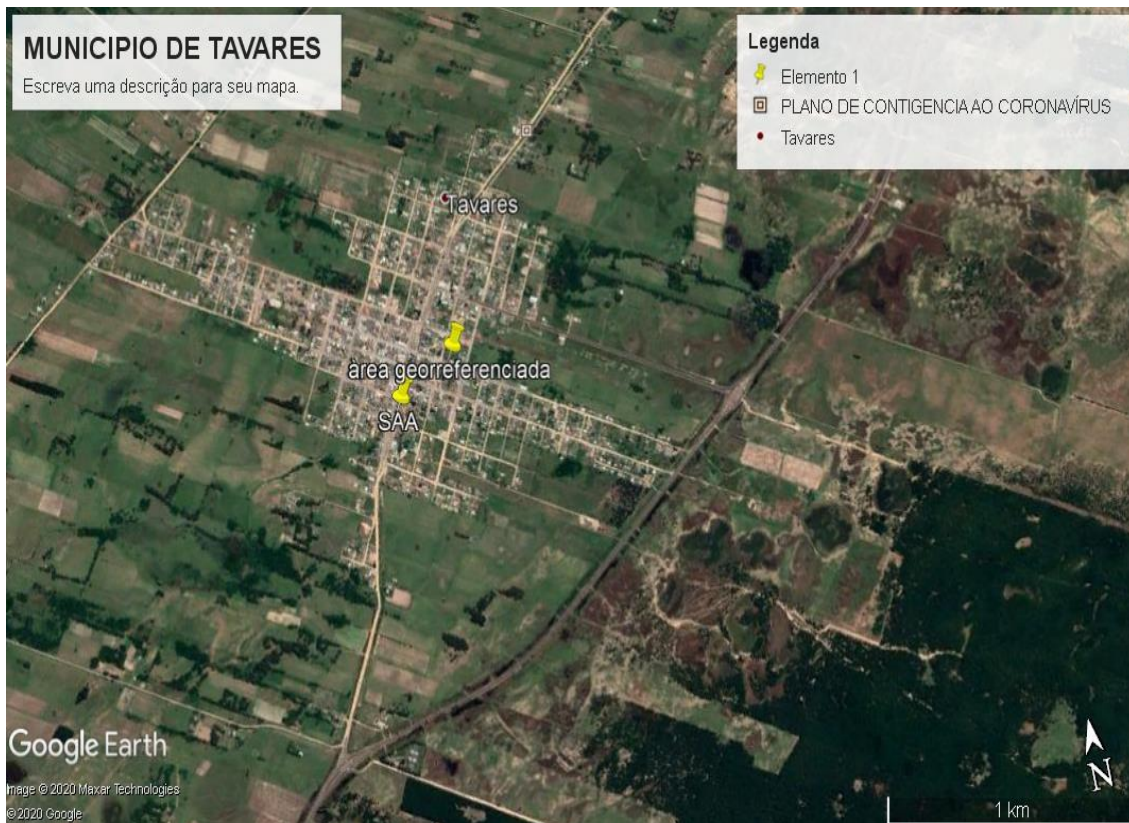 MUNICIPIO DE TAVARES
Escreva uma descrição para seu mapa.
Legenda
Elemento 1
PLANO DE CONTIGENCIA AO CORONAVÍRUS
Tavares
Tavares
àrea georreferenciada
SAA
Google Earth
Image © 2020 Maxar Technologies
© 2020 Google
1 km
N